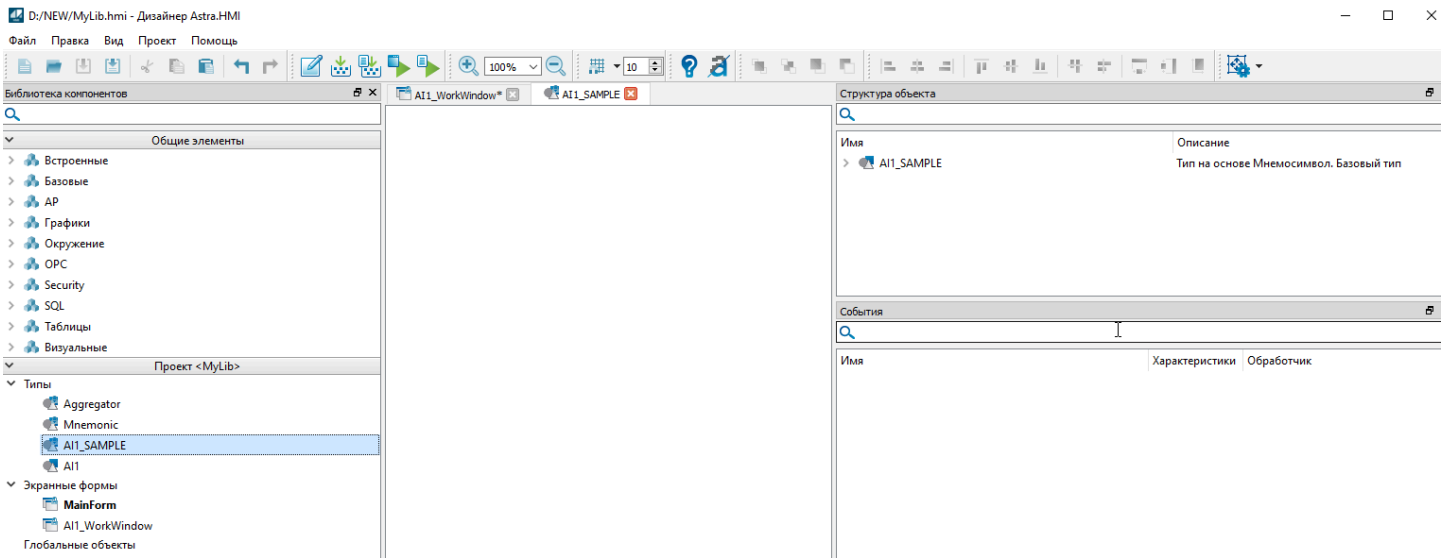 D:/NEW/MyLib.hmi - Дизайнер Astra.HMI
Файл Правка Вид Проект Помощь
100% 10
Библиотека компонентов
AI1_WorkWindow* AI1_SAMPLE
Структура объекта
Общие элементы
Встроенные
Базовые
AP
Графики
Окружение
OPC
Security
SQL
Таблицы
Визуальные
Проект <MyLib>
Типы
Aggregator
Mnemonic
AI1_SAMPLE
AI1
Экранные формы
MainForm
AI1_WorkWindow
Глобальные объекты
Имя Описание
AI1_SAMPLE Тип на основе Мнемосимвол. Базовый тип
События
Имя Характеристики Обработчик